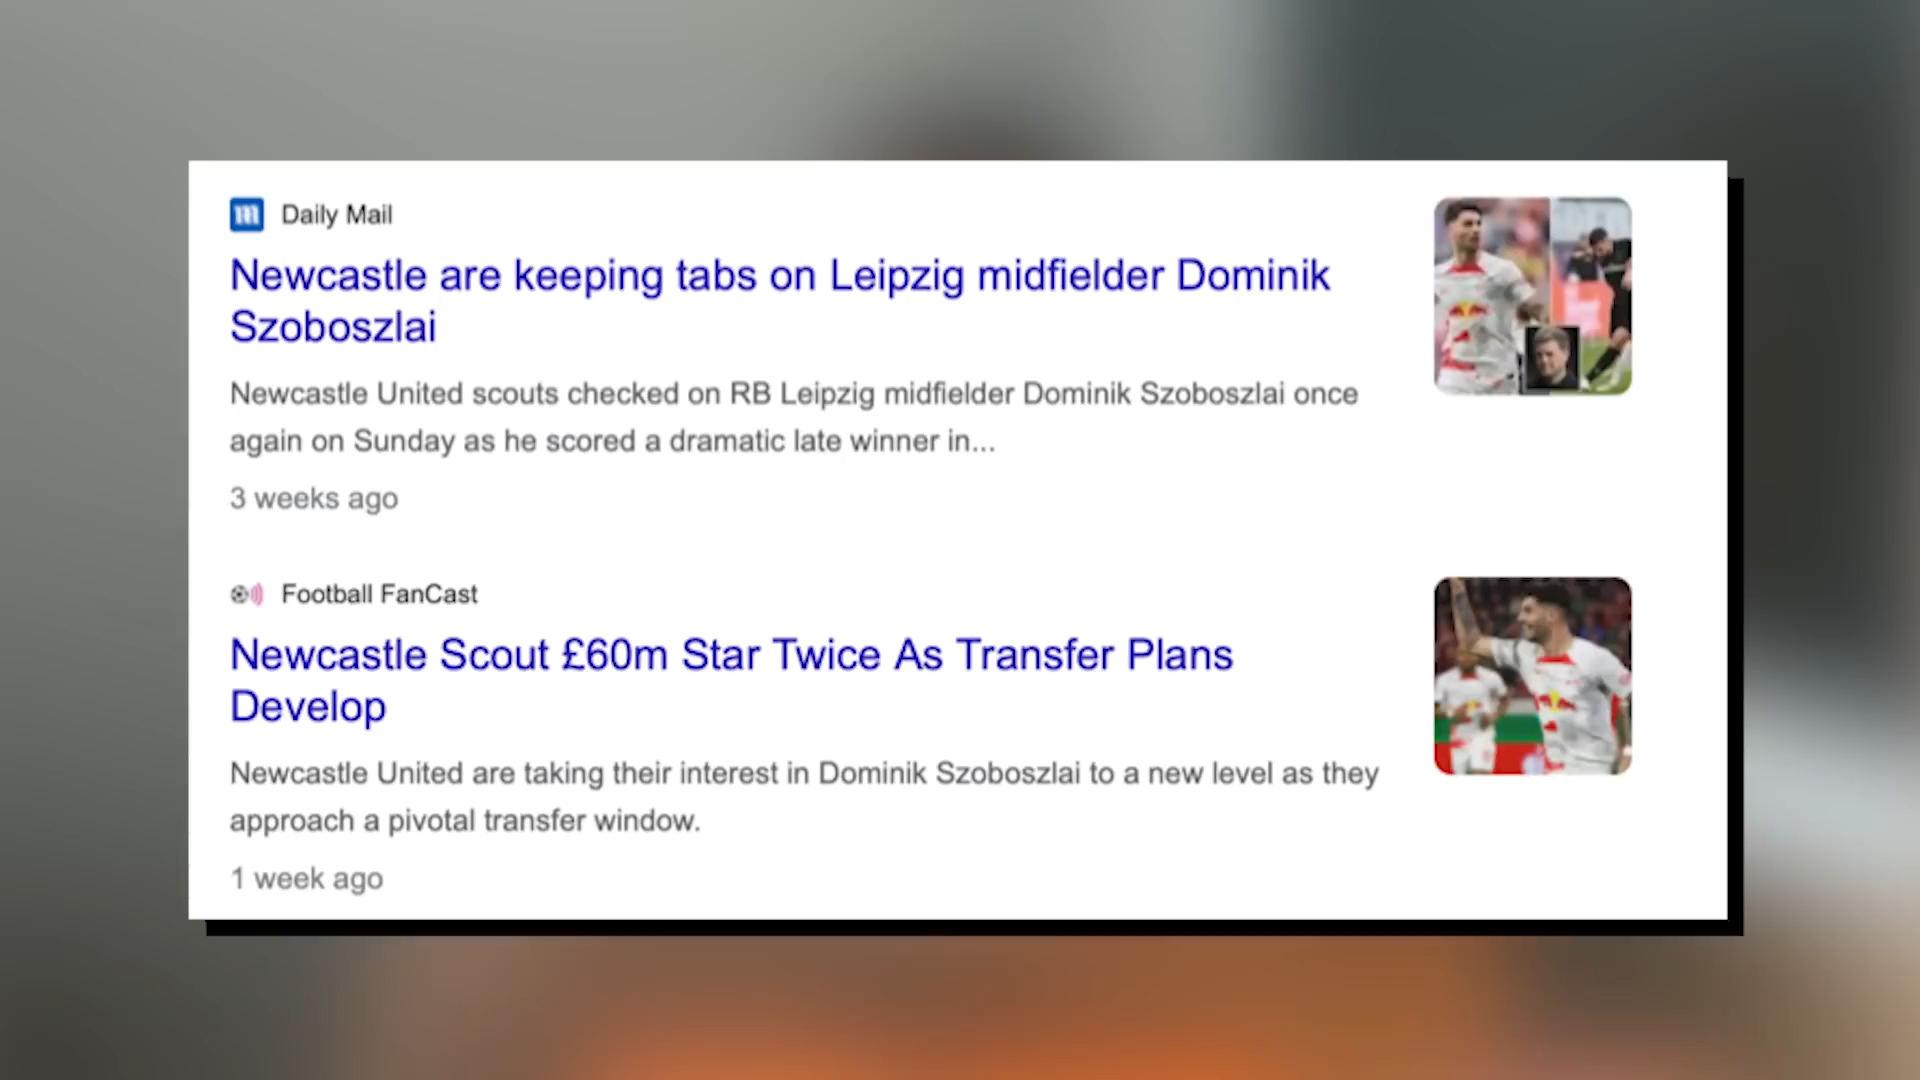 Daily Mail
Newcastle are keeping tabs on Leipzig midfielder Dominik
Szoboszlai
Newcastle United scouts checked on RB Leipzig midfielder Dominik Szoboszlai once
again on Sunday as he scored a dramatic late winner in...
3 weeks ago
Football FanCast
Newcastle Scout £60m Star Twice As Transfer Plans
Develop
Newcastle United are taking their interest in Dominik Szoboszlai to a new level as they
approach a pivotal transfer window.
1 week ago